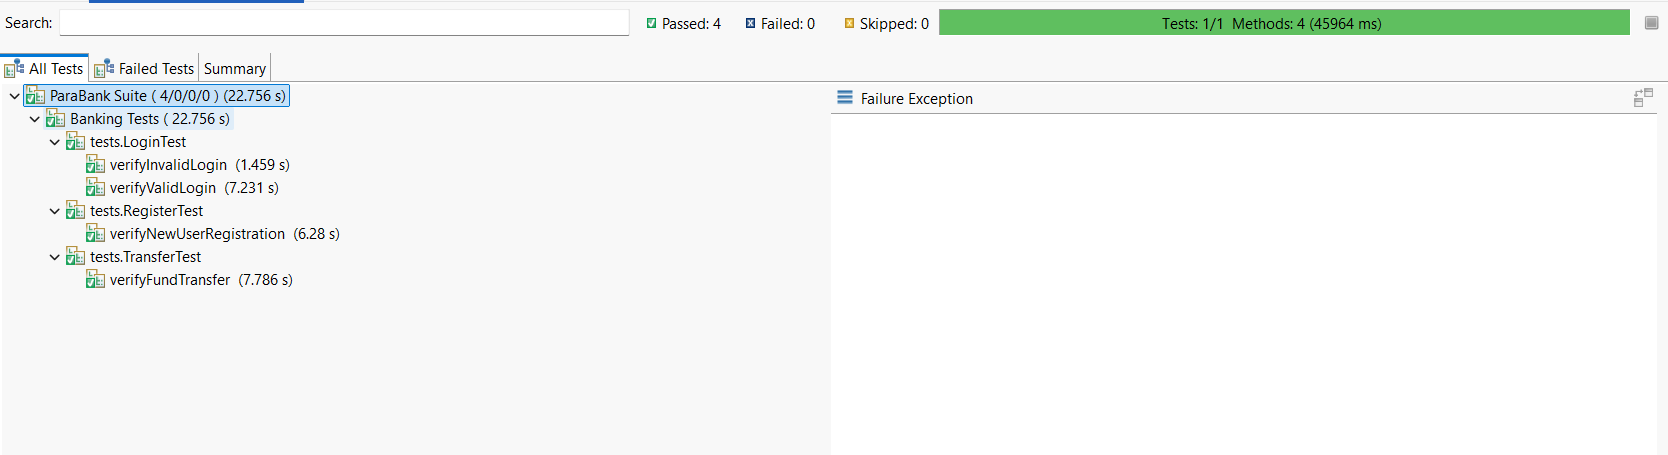 Search: Passed: 4 Failed: 0 Skipped: 0 Tests: 1/1 Methods: 4 (45964 ms)
All Tests Failed Tests Summary
ParaBank Suite ( 4/0/0/0 ) (22.756 s)
Failure Exception
Banking Tests ( 22.756 s)
tests.LoginTest
verifyInvalidLogin (1.459 s)
verifyValidLogin (7.231 s)
tests.RegisterTest
verifyNewUserRegistration (6.28 s)
tests.TransferTest
verifyFundTransfer (7.786 s)